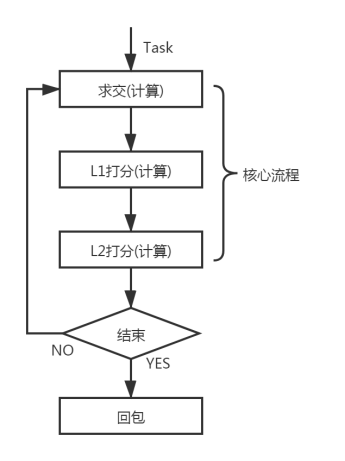 Task
求交(计算)
L1打分(计算)
核心流程
L2打分(计算)
结束
NO
YES
回包